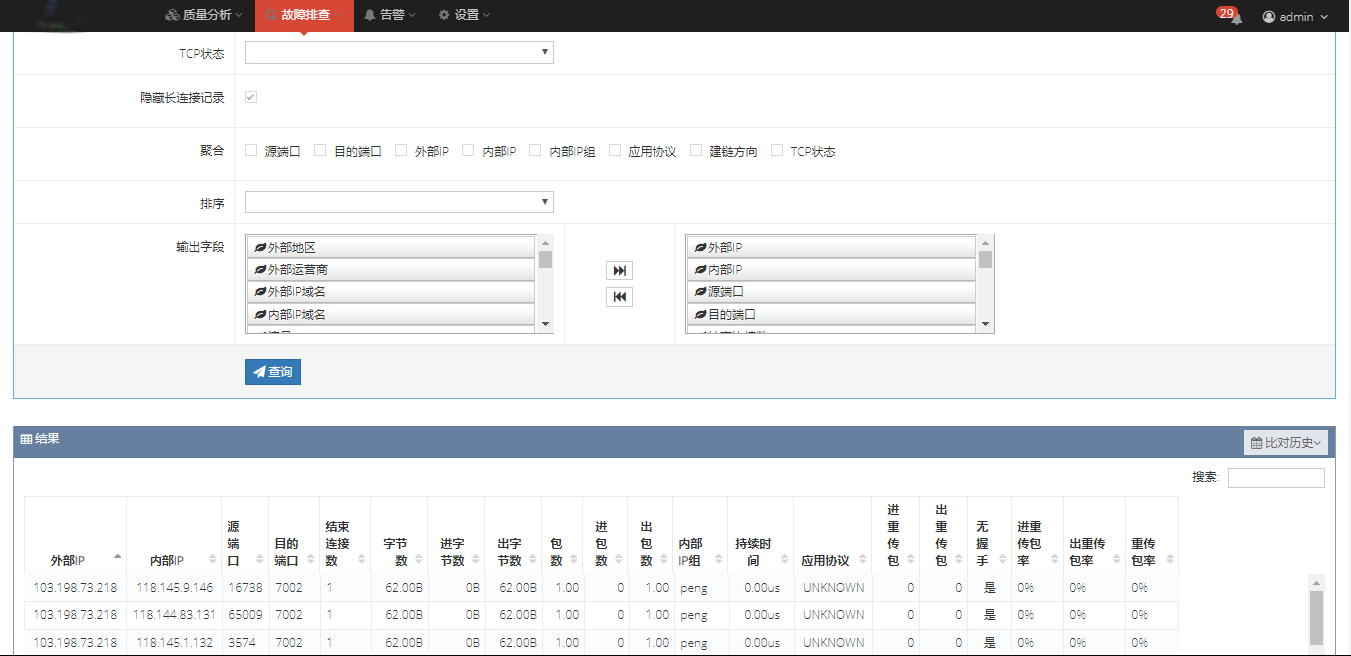 质量分析 故障排查 告警 设置 29 admin
TCP状态
隐藏长连接记录
聚合 源端口 目的端口 外部IP 内部IP 内部IP组 应用协议 建链方向 TCP状态
排序
输出字段
外部地区
外部运营商
外部IP域名
内部IP域名
外部IP
内部IP
源端口
目的端口
查询
结果 比对历史
搜索:
外部IP 内部IP 源端口 目的端口 结束连接数 字节数 进字节数 出字节数 包数 进包数 出包数 内部IP组 持续时间 应用协议 进重传包 出重传包 无握手 进重传包率 出重传包率 重传包率
103.198.73.218 118.145.9.146 16738 7002 1 62.00B 0B 62.00B 1.00 0 1.00 peng 0.00us UNKNOWN 0 0 是 0% 0% 0%
103.198.73.218 118.144.83.131 65009 7002 1 62.00B 0B 62.00B 1.00 0 1.00 peng 0.00us UNKNOWN 0 0 是 0% 0% 0%
103.198.73.218 118.145.1.132 3574 7002 1 62.00B 0B 62.00B 1.00 0 1.00 peng 0.00us UNKNOWN 0 0 是 0% 0% 0%